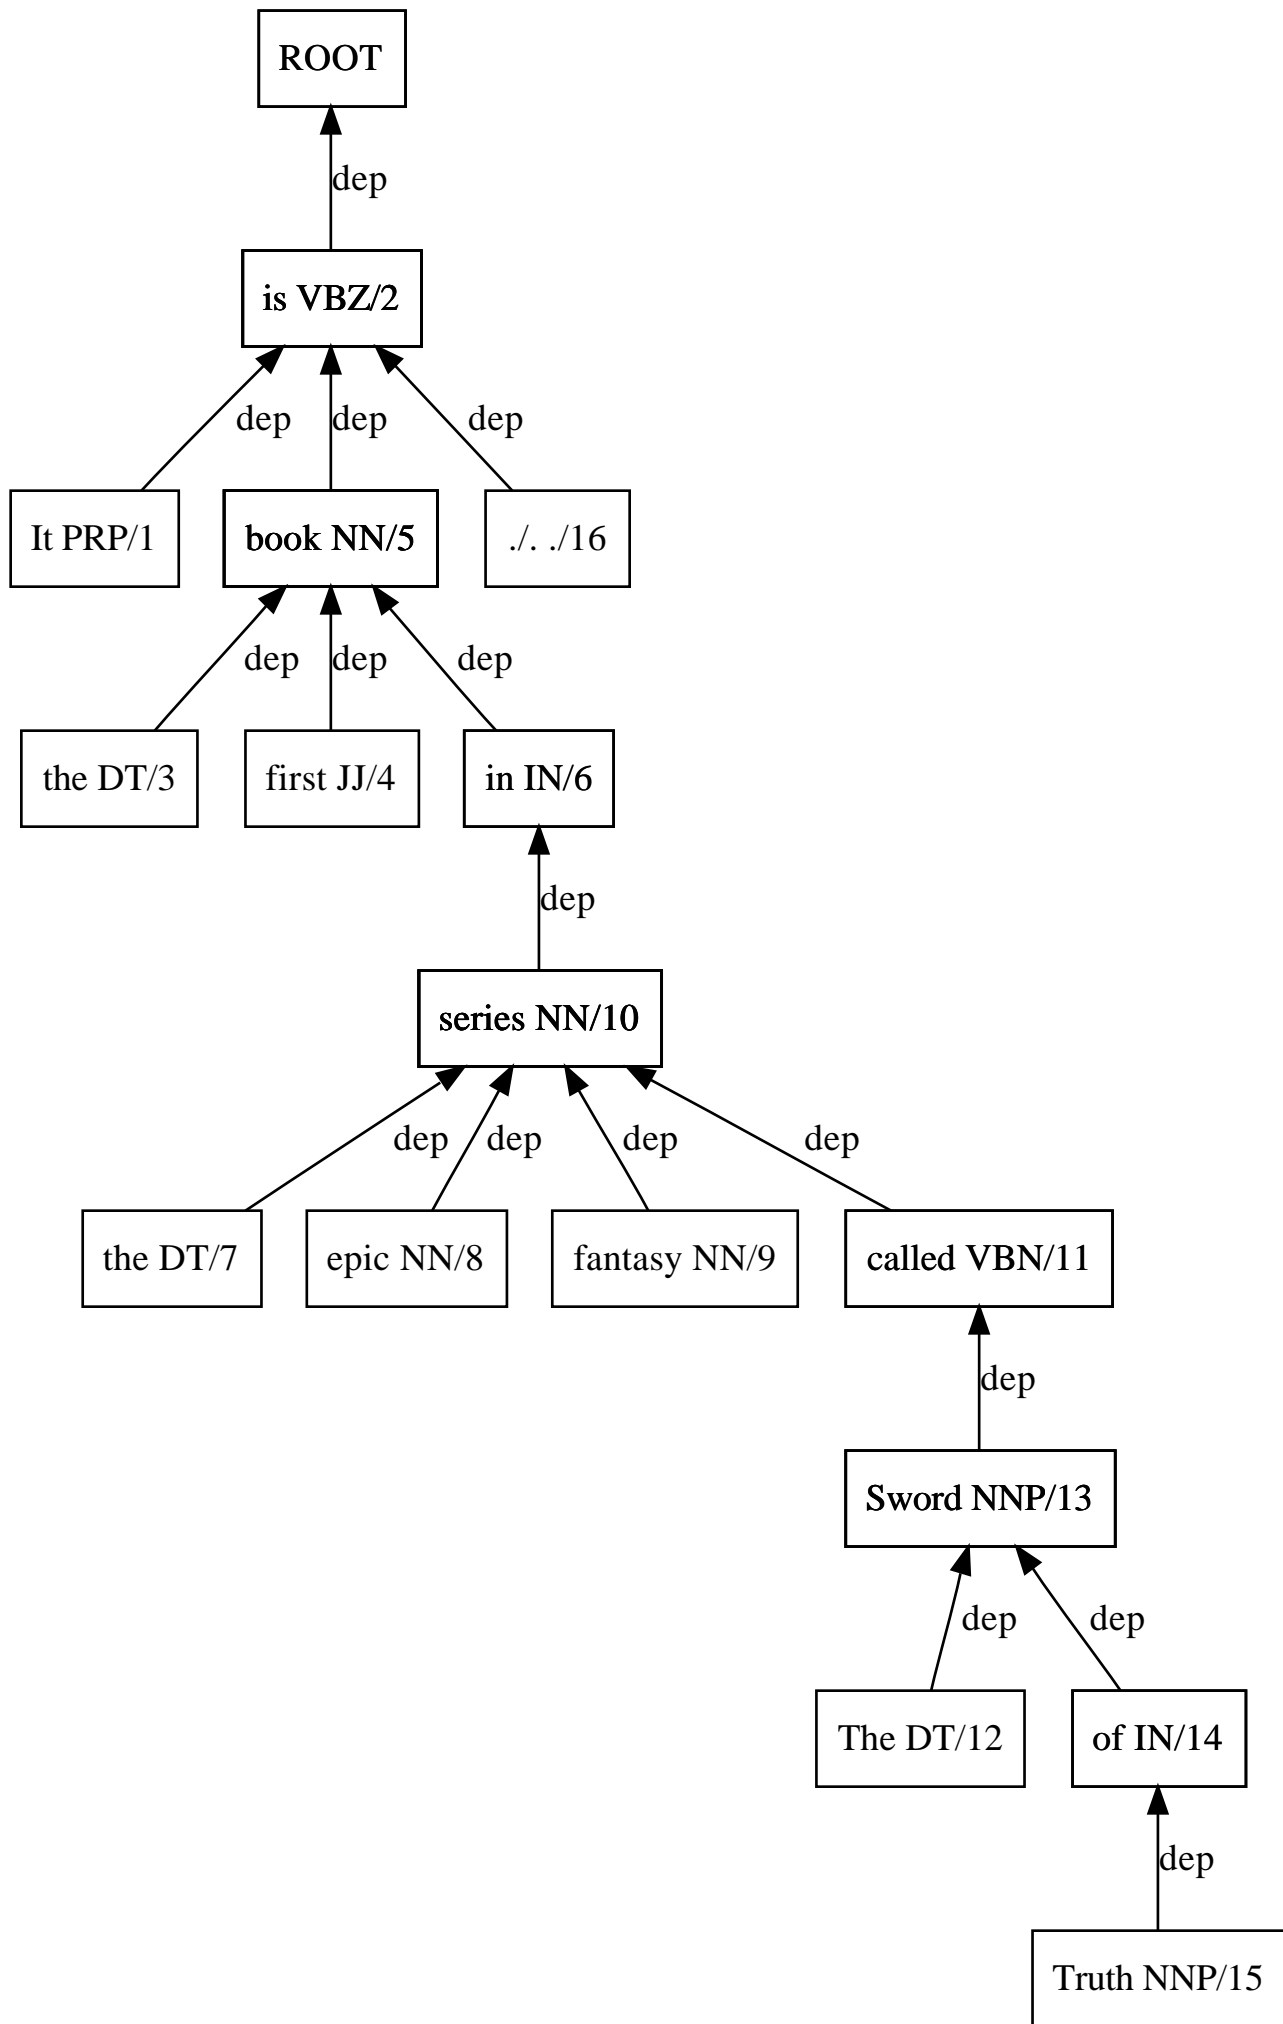 ROOT
dep
is VBZ/2
dep dep dep
It PRP/1 book NN/5 ./. ./16
dep dep dep
the DT/3 first JJ/4 in IN/6
dep
series NN/10
dep dep dep dep
the DT/7 epic NN/8 fantasy NN/9 called VBN/11
dep
Sword NNP/13
dep dep
The DT/12 of IN/14
dep
Truth NNP/15